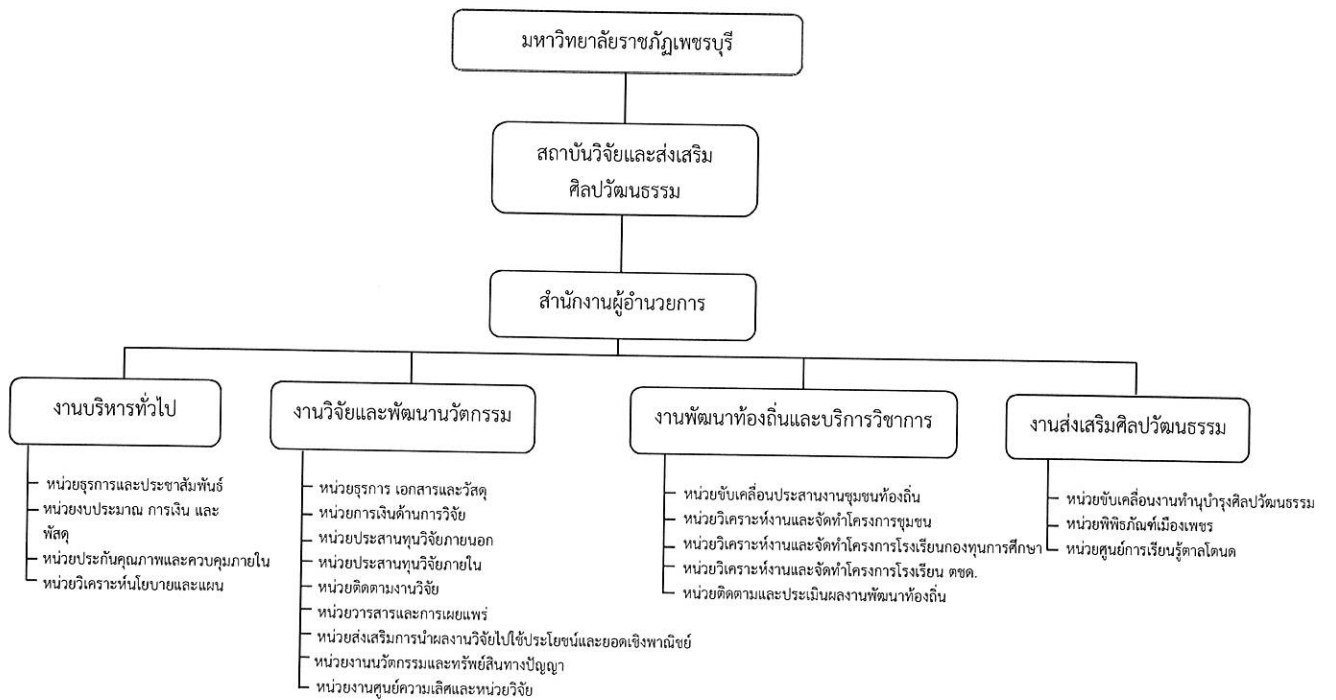 มหาวิทยาลัยราชภัฏเพชรบุรี
สถาบันวิจัยและส่งเสริม
ศิลปวัฒนธรรม
สำนักงานผู้อำนวยการ
งานบริหารทั่วไป
หน่วยธุรการและประชาสัมพันธ์
หน่วยงบประมาณ การเงิน และ
พัสดุ
หน่วยประกันคุณภาพและควบคุมภายใน
หน่วยวิเคราะห์นโยบายและแผน
งานวิจัยและพัฒนานวัตกรรม
หน่วยธุรการ เอกสารและวัสดุ
หน่วยการเงินด้านการวิจัย
หน่วยประสานทุนวิจัยภายนอก
หน่วยประสานทุนวิจัยภายใน
หน่วยติดตามงานวิจัย
หน่วยวารสารและการเผยแพร่
หน่วยส่งเสริมการนำผลงานวิจัยไปใช้ประโยชน์และยอดเชิงพาณิชย์
หน่วยงานนวัตกรรมและทรัพย์สินทางปัญญา
หน่วยงานศูนย์ความเลิศและหน่วยวิจัย
งานพัฒนาท้องถิ่นและบริการวิชาการ
หน่วยขับเคลื่อนประสานงานชุมชนท้องถิ่น
หน่วยวิเคราะห์งานและจัดทำโครงการชุมชน
หน่วยวิเคราะห์งานและจัดทำโครงการโรงเรียนกองทุนการศึกษา
หน่วยวิเคราะห์งานและจัดทำโครงการโรงเรียน ตชด.
หน่วยติดตามและประเมินผลงานพัฒนาท้องถิ่น
งานส่งเสริมศิลปวัฒนธรรม
หน่วยขับเคลื่อนงานทำนุบำรุงศิลปวัฒนธรรม
หน่วยพิพิธภัณฑ์เมืองเพชร
หน่วยศูนย์การเรียนรู้ตาลโตนด